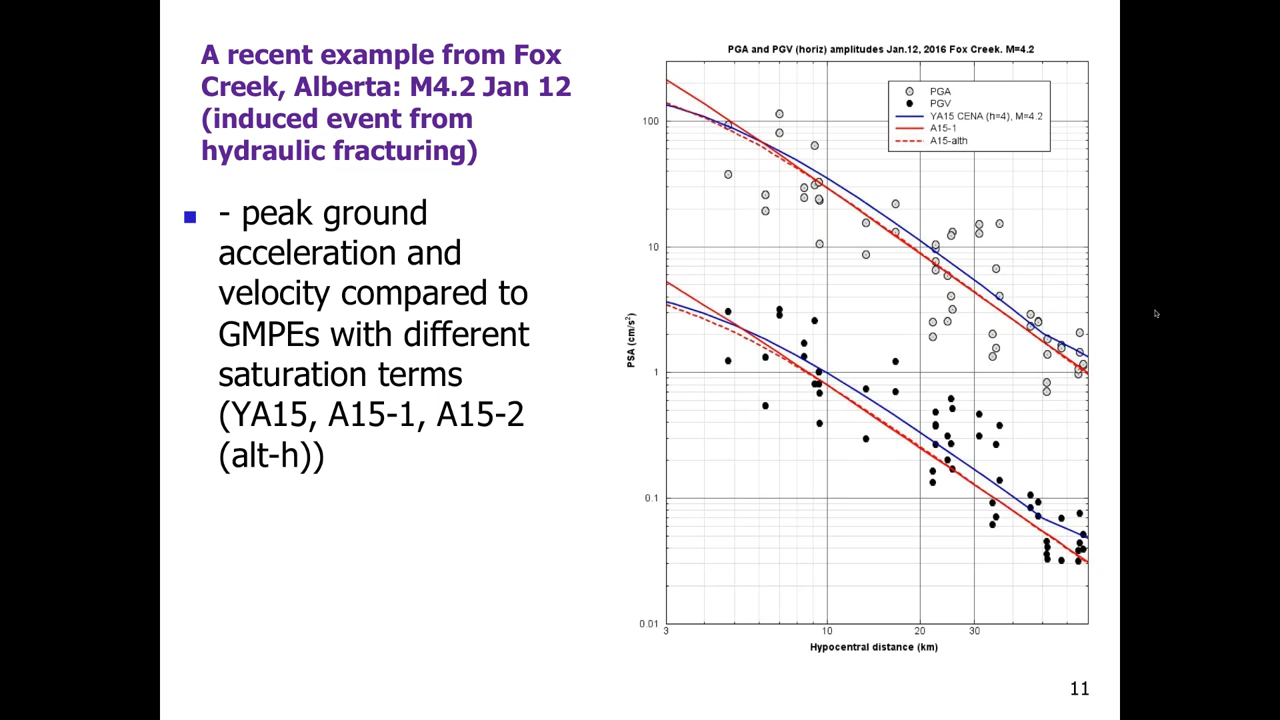 A recent example from Fox
Creek, Alberta: M4.2 Jan 12
(induced event from
hydraulic fracturing)
- peak ground
acceleration and
velocity compared to
GMPEs with different
saturation terms
(YA15, A15-1, A15-2
(alt-h))
PGA and PGV (horiz) amplitudes Jan.12, 2016 Fox Creek. M=4.2
PGA
PGV
YA15 CENA (h=4), M=4.2
A15-1
A15-alth
PSA (cm/s²)
100
10
1
0.1
0.01
3
10
20
30
Hypocentral distance (km)
11